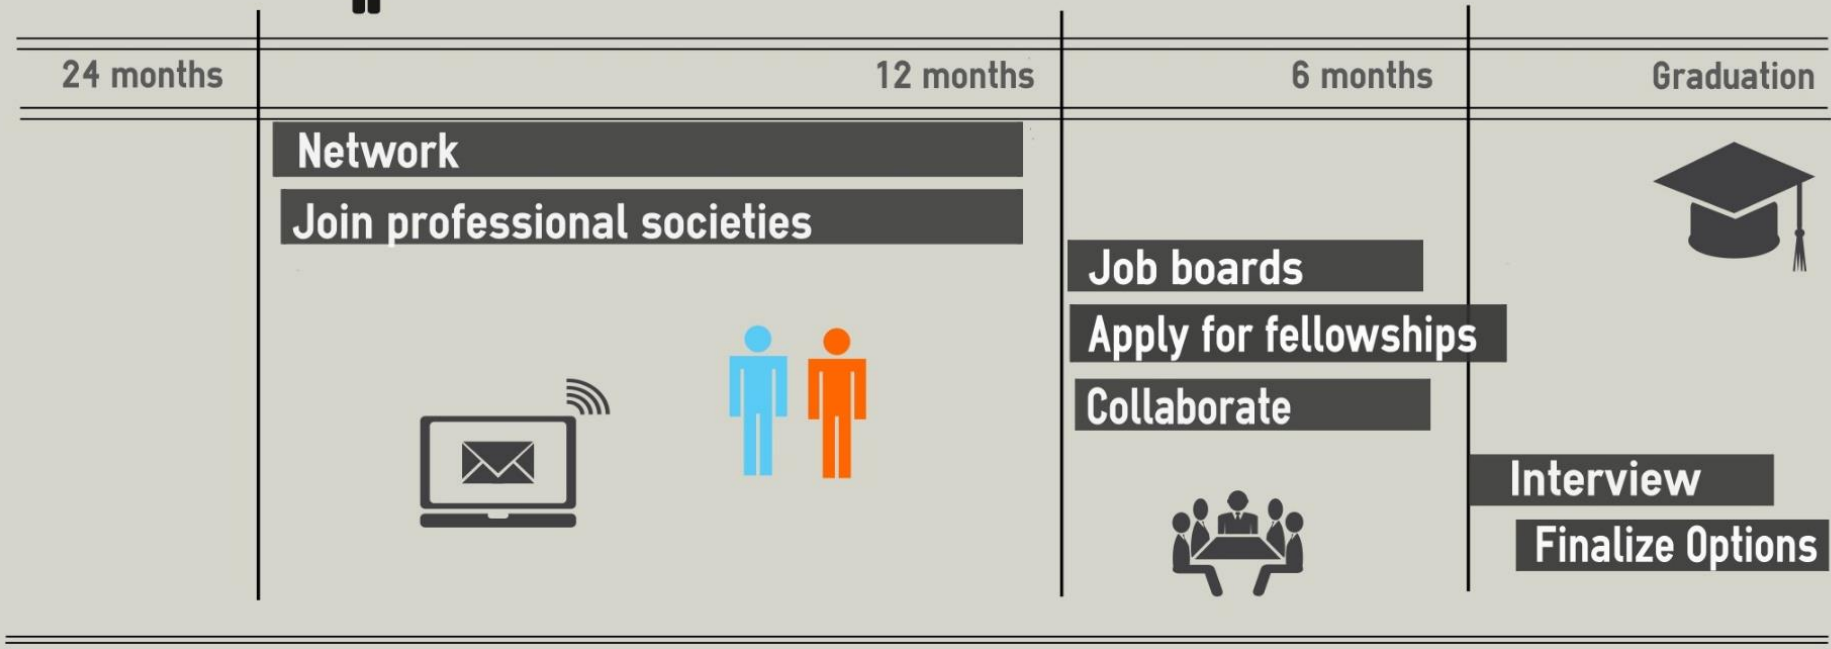 24 months
12 months
6 months
Graduation
Network
Join professional societies
Job boards
Apply for fellowships
Collaborate
Interview
Finalize Options